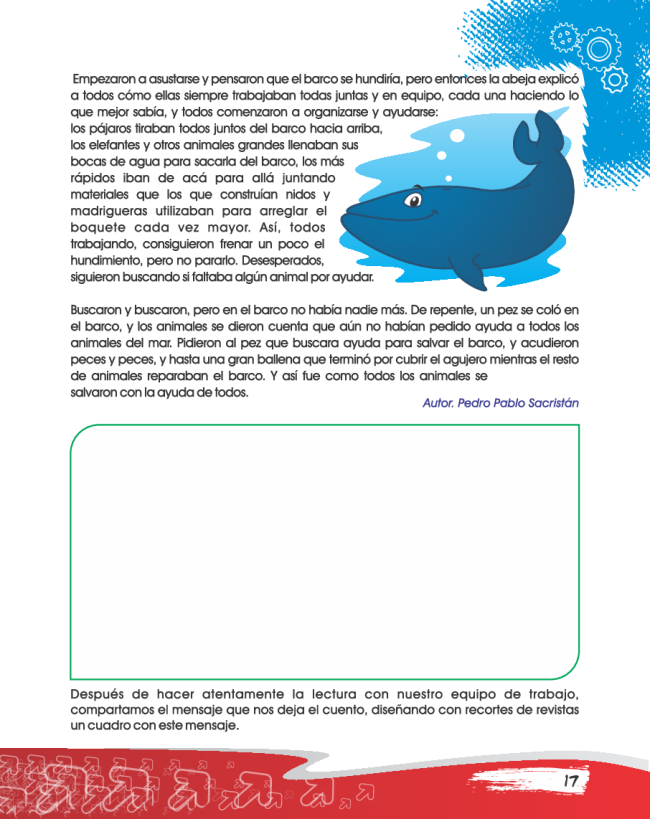 Empezaron a asustarse y pensaron que el barco se hundiría, pero entonces la abeja explicó
a todos cómo ellas siempre trabajaban todas juntas y en equipo, cada una haciendo lo
que mejor sabía, y todos comenzaron a organizarse y ayudarse:
los pájaros tiraban todos juntos del barco hacia arriba,
los elefantes y otros animales grandes llenaban sus
bocas de agua para sacarla del barco, los más
rápidos iban de acá para allá juntando
materiales que los que construían nidos y
madrigueras utilizaban para arreglar el
boquete cada vez mayor. Así, todos
trabajando, consiguieron frenar un poco el
hundimiento, pero no pararlo. Desesperados,
siguieron buscando si faltaba algún animal por ayudar.
Buscaron y buscaron, pero en el barco no había nadie más. De repente, un pez se coló en
el barco, y los animales se dieron cuenta que aún no habían pedido ayuda a todos los
animales del mar. Pidieron al pez que buscara ayuda para salvar el barco, y acudieron
peces y peces, y hasta una gran ballena que terminó por cubrir el agujero mientras el resto
de animales reparaban el barco. Y así fue como todos los animales se
salvaron con la ayuda de todos.
Autor. Pedro Pablo Sacristán
Después de hacer atentamente la lectura con nuestro equipo de trabajo,
compartamos el mensaje que nos deja el cuento, diseñando con recortes de revistas
un cuadro con este mensaje.
17